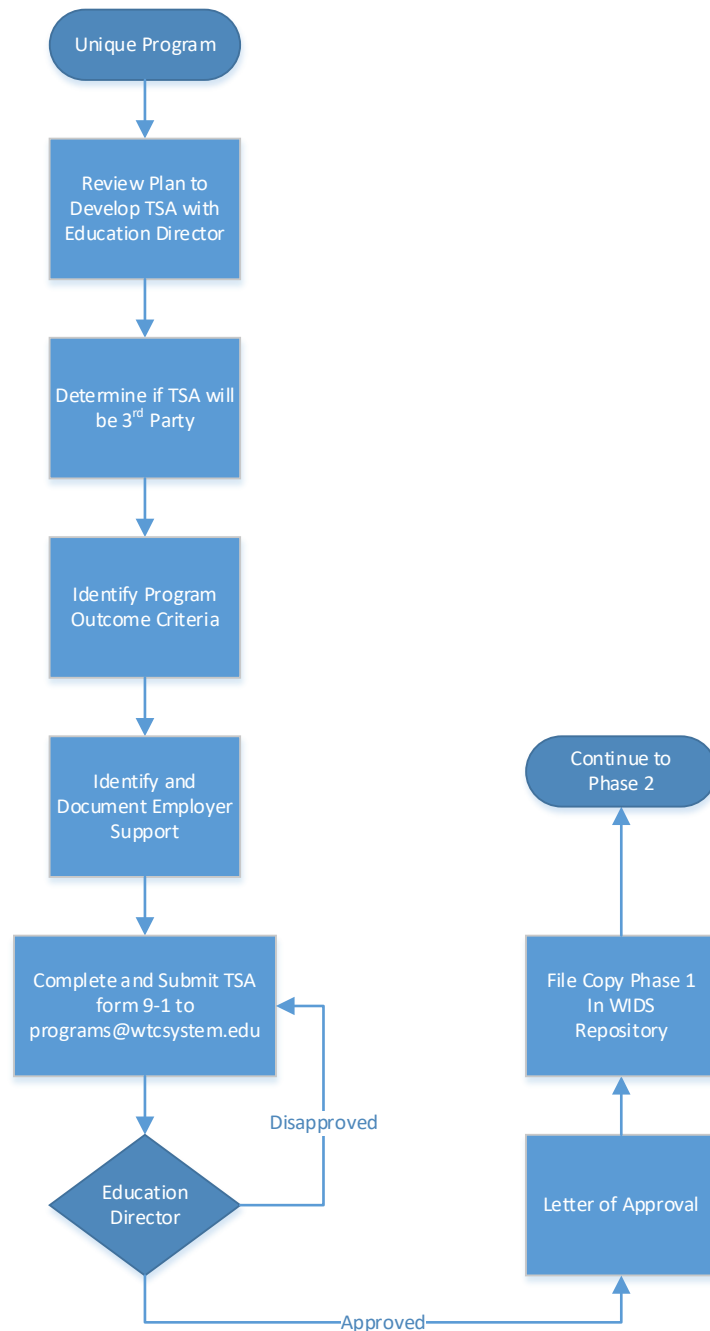 Unique Program
Review Plan to
Develop TSA with
Education Director
Determine if TSA will
be 3rd Party
Identify Program
Outcome Criteria
Identify and
Document Employer
Support
Complete and Submit TSA
form 9-1 to
programs@wtcsystem.edu
Disapproved
Education
Director
Approved
Letter of Approval
File Copy Phase 1
In WIDS
Repository
Continue to
Phase 2